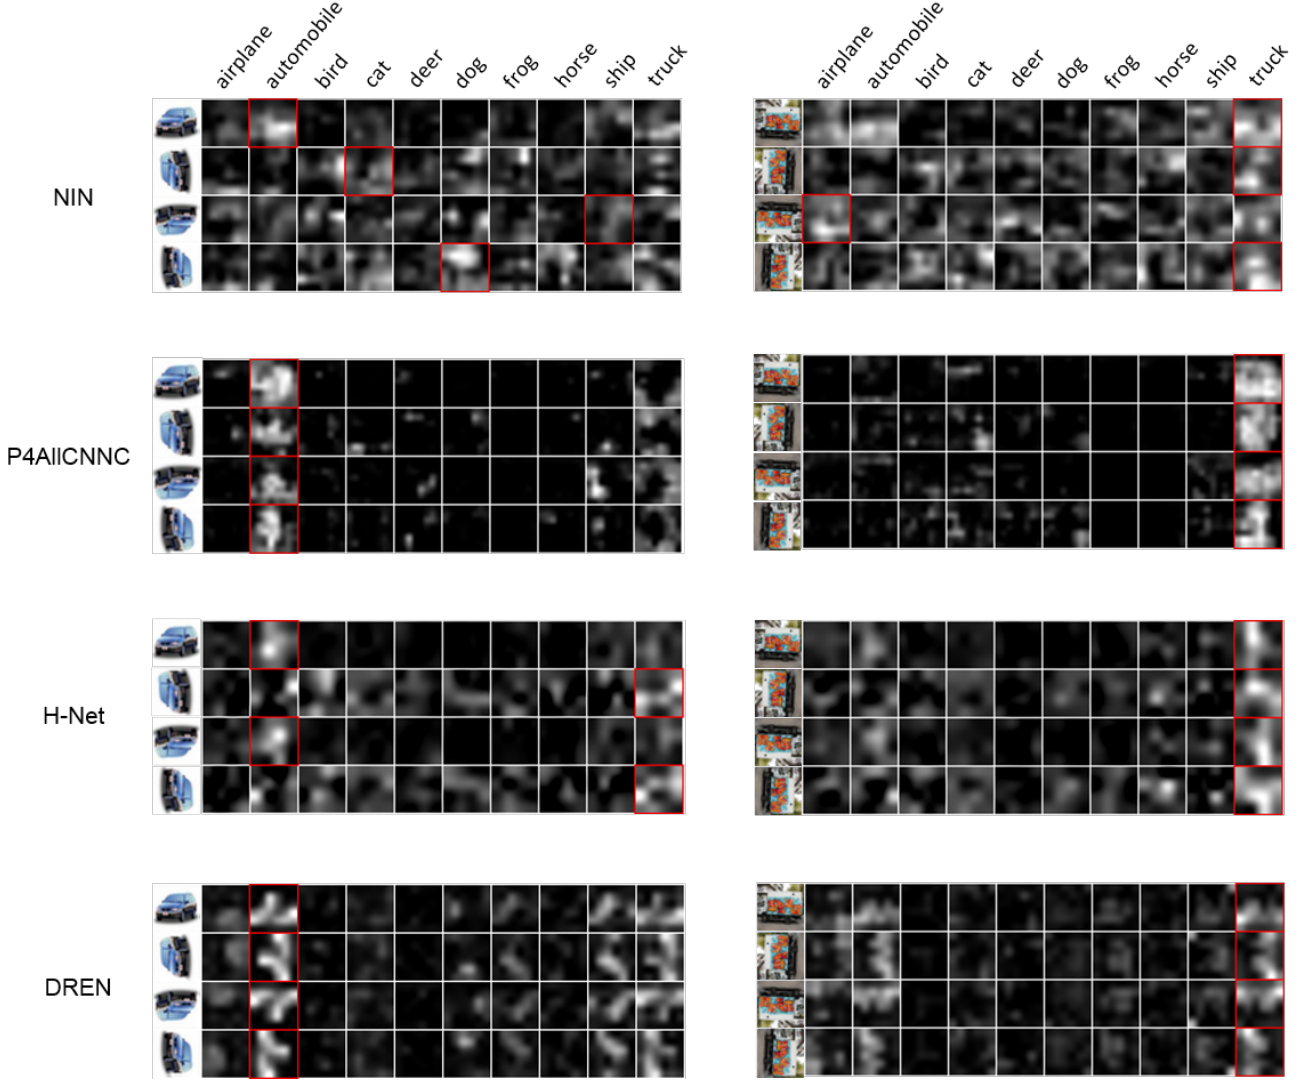 airplane automobile bird cat deer dog frog horse ship truck
airplane automobile bird cat deer dog frog horse ship truck
NIN
P4AllCNNC
H-Net
DREN